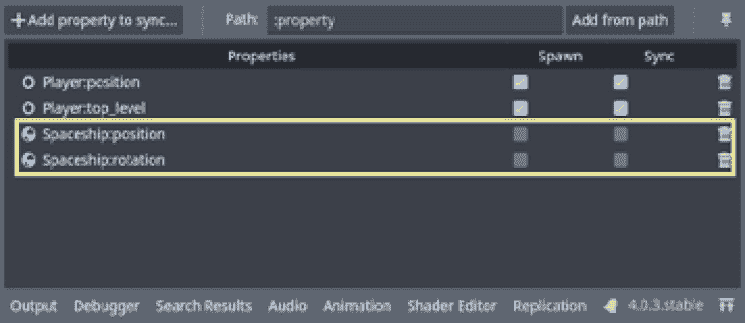 Add property to sync... Path: :property Add from path
Properties Spawn Sync
Player:position
Player:top_level
Spaceship:position
Spaceship:rotation
Output Debugger Search Results Audio Animation Shader Editor Replication 4.0.3.stable